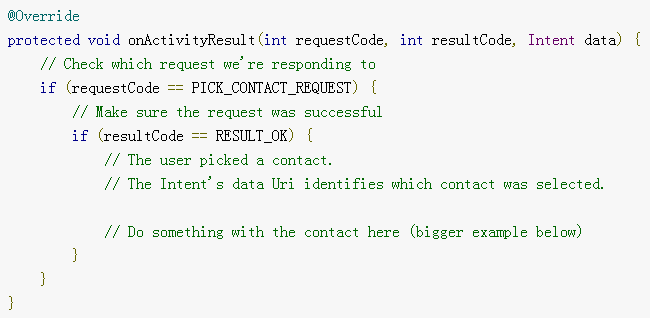 @Override
protected void onActivityResult(int requestCode, int resultCode, Intent data) {
    // Check which request we're responding to
    if (requestCode == PICK_CONTACT_REQUEST) {
        // Make sure the request was successful
        if (resultCode == RESULT_OK) {
            // The user picked a contact.
            // The Intent's data Uri identifies which contact was selected.

            // Do something with the contact here (bigger example below)
        }
    }
}